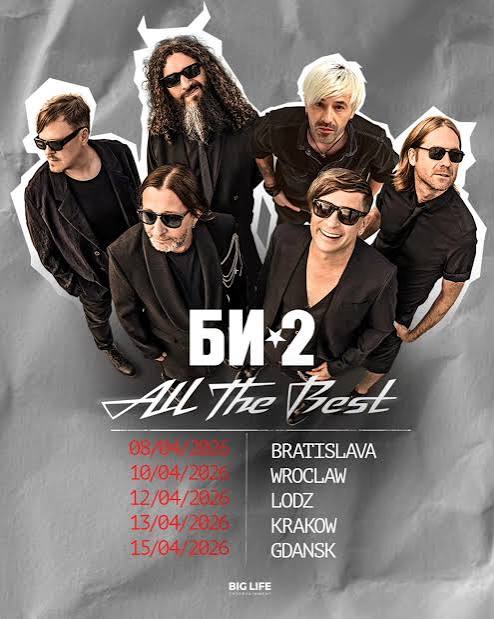 БИ★2
All The Best
08/04/2026 BRATISLAVA
10/04/2026 WROCLAW
12/04/2026 LODZ
13/04/2026 KRAKOW
15/04/2026 GDANSK
BIG LIFE
ENTERTAINMENT